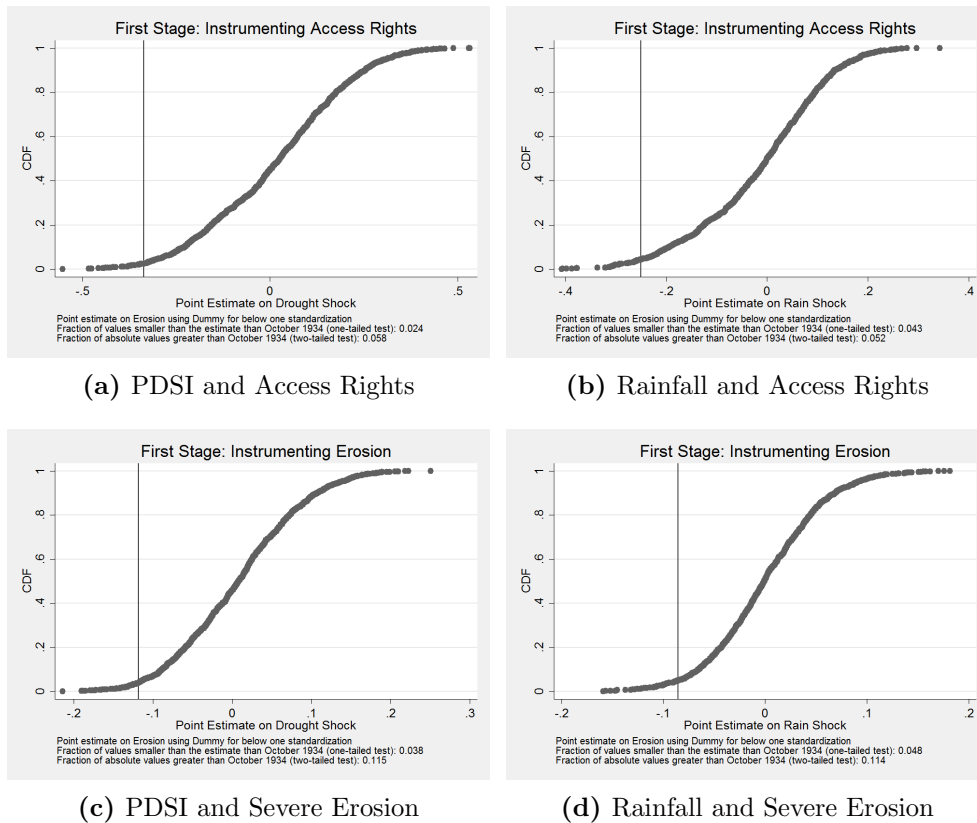 First Stage: Instrumenting Access Rights
CDF
0 .2 .4 .6 .8 1
-.5 0 .5
Point Estimate on Drought Shock
Point estimate on Erosion using Dummy for below one standardization
Fraction of values smaller than the estimate than October 1934 (one-tailed test): 0.024
Fraction of absolute values greater than October 1934 (two-tailed test): 0.058
(a) PDSI and Access Rights
First Stage: Instrumenting Access Rights
CDF
0 .2 .4 .6 .8 1
-.4 -.2 0 .2 .4
Point Estimate on Rain Shock
Point estimate on Erosion using Dummy for below one standardization
Fraction of values smaller than the estimate than October 1934 (one-tailed test): 0.043
Fraction of absolute values greater than October 1934 (two-tailed test): 0.052
(b) Rainfall and Access Rights
First Stage: Instrumenting Erosion
CDF
0 .2 .4 .6 .8 1
-.2 -.1 0 .1 .2 .3
Point Estimate on Drought Shock
Point estimate on Erosion using Dummy for below one standardization
Fraction of values smaller than the estimate than October 1934 (one-tailed test): 0.038
Fraction of absolute values greater than October 1934 (two-tailed test): 0.115
(c) PDSI and Severe Erosion
First Stage: Instrumenting Erosion
CDF
0 .2 .4 .6 .8 1
-.2 -.1 0 .1 .2
Point Estimate on Rain Shock
Point estimate on Erosion using Dummy for below one standardization
Fraction of values smaller than the estimate than October 1934 (one-tailed test): 0.048
Fraction of absolute values greater than October 1934 (two-tailed test): 0.114
(d) Rainfall and Severe Erosion